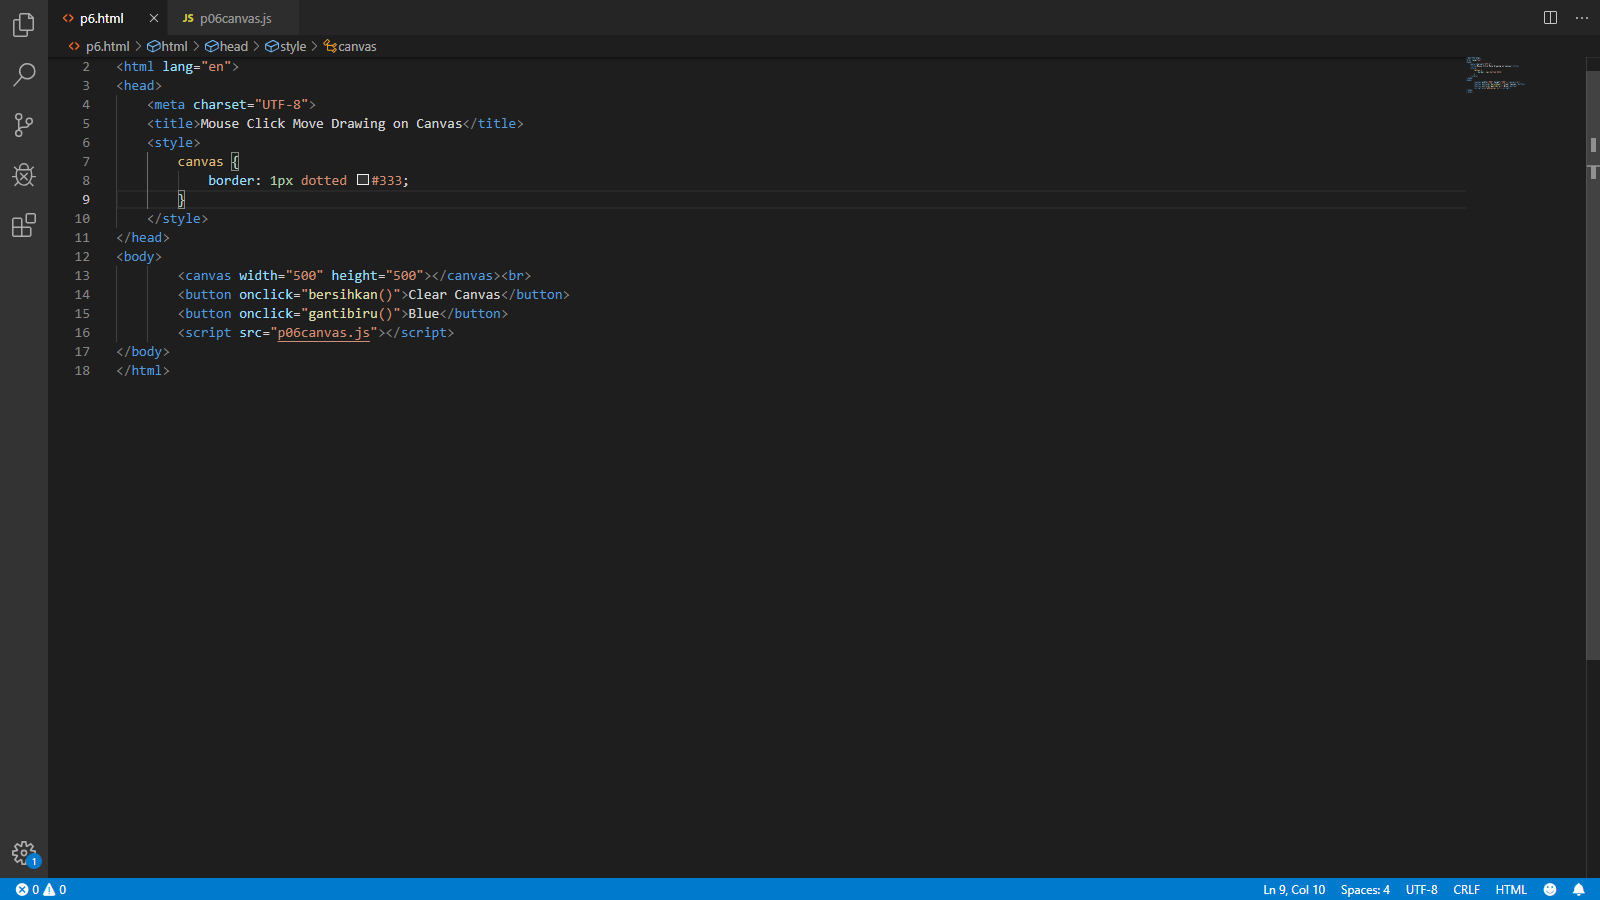 p6.html
JS p06canvas.js
p6.html > html > head > style > canvas
2 <html lang="en">
3 <head>
4 <meta charset="UTF-8">
5 <title>Mouse Click Move Drawing on Canvas</title>
6 <style>
7 canvas {
8 border: 1px dotted #333;
9 }
10 </style>
11 </head>
12 <body>
13 <canvas width="500" height="500"></canvas><br>
14 <button onclick="bersihkan()">Clear Canvas</button>
15 <button onclick="gantibiru()">Blue</button>
16 <script src="p06canvas.js"></script>
17 </body>
18 </html>
1
0 0 Ln 9, Col 10 Spaces: 4 UTF-8 CRLF HTML